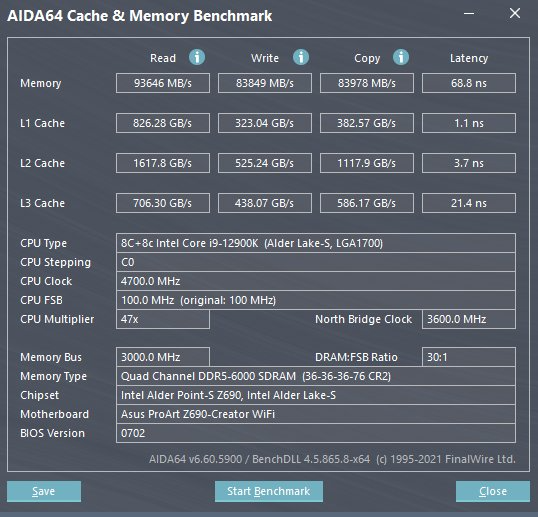 AIDA64 Cache & Memory Benchmark
Read Write Copy Latency
Memory 93646 MB/s 83849 MB/s 83978 MB/s 68.8 ns
L1 Cache 826.28 GB/s 323.04 GB/s 382.57 GB/s 1.1 ns
L2 Cache 1617.8 GB/s 525.24 GB/s 1117.9 GB/s 3.7 ns
L3 Cache 706.30 GB/s 438.07 GB/s 586.17 GB/s 21.4 ns
CPU Type 8C+8c Intel Core i9-12900K (Alder Lake-S, LGA1700)
CPU Stepping C0
CPU Clock 4700.0 MHz
CPU FSB 100.0 MHz (original: 100 MHz)
CPU Multiplier 47x North Bridge Clock 3600.0 MHz
Memory Bus 3000.0 MHz DRAM:FSB Ratio 30:1
Memory Type Quad Channel DDR5-6000 SDRAM (36-36-36-76 CR2)
Chipset Intel Alder Point-S Z690, Intel Alder Lake-S
Motherboard Asus ProArt Z690-Creator WiFi
BIOS Version 0702
AIDA64 v6.60.5900 / BenchDLL 4.5.865.8-x64 (c) 1995-2021 FinalWire Ltd.
Save Start Benchmark Close